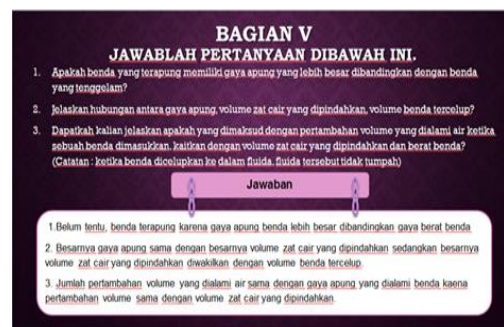 BAGIAN V
JAWABLAH PERTANYAAN DIBAWAH INI.
1. Apakah benda yang terapung memiliki gaya apung yang lebih besar dibandingkan dengan benda
yang tenggelam?
2. Jelaskan hubungan antara gaya apung, volume zat cair yang dipindahkan, volume benda tercelup?
3. Dapatkah kalian jelaskan apakah yang dimaksud dengan pertambahan volume yang dialami air ketika
sebuah benda dimasukkan, kaitkan dengan volume zat cair yang dipindahkan dan berat benda?
(Catatan : ketika benda dicelupkan ke dalam fluida, fluida tersebut tidak tumpah)
Jawaban
1.Belum tentu, benda terapung karena gaya apung benda lebih besar dibandingkan gaya berat benda
2. Besarnya gaya apung sama dengan besarnya volume zat cair yang dipindahkan sedangkan besarnya
volume zat cair yang dipindahkan diwakilkan dengan volume benda tercelup.
3. Jumlah pertambahan volume yang dialami air sama dengan gaya apung yang dialami benda kaena
pertambahan volume sama dengan volume zat cair yang dipindahkan.